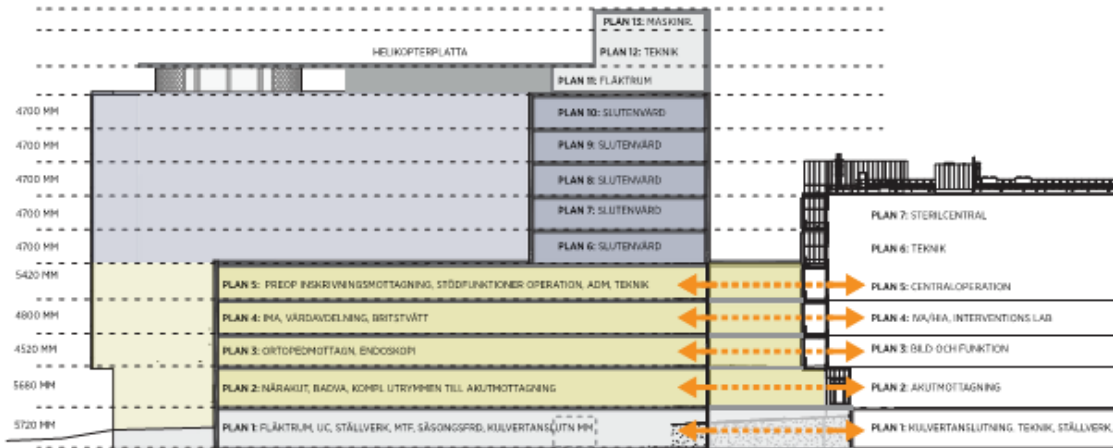 PLAN 13: MASKINR.
HELIKOPTERPLATTA
PLAN 12: TEKNIK
PLAN 11: FLÄKTRUM
4700 MM
PLAN 10: SLUTENVÅRD
4700 MM
PLAN 9: SLUTENVÅRD
4700 MM
PLAN 8: SLUTENVÅRD
4700 MM
PLAN 7: SLUTENVÅRD
PLAN 7: STERILCENTRAL
4700 MM
PLAN 6: SLUTENVÅRD
PLAN 6: TEKNIK
5420 MM
PLAN 5: PREOP INSKRIVNINGSMOTTAGNING, STÖDFUNKTIONER OPERATION, ADM, TEKNIK
PLAN 5: CENTRALOPERATION
4800 MM
PLAN 4: IMA, VÅRDAVDELNING, BRITSTVÄTT
PLAN 4: IVA/HIA, INTERVENTIONS LAB
4520 MM
PLAN 3: ORTOPEDMOTTAGN, ENDOSKOPI
PLAN 3: BILD OCH FUNKTION
5680 MM
PLAN 2: NÄRAKUT, BADVA, KOMPL UTRYMMEN TILL AKUTMOTTAGNING
PLAN 2: AKUTMOTTAGNING
5720 MM
PLAN 1: FLÄKTRUM, UC, STÄLLVERK, MTF, SÄSONGSFRD, KULVERTANSLUTN MM
PLAN 1: KULVERTANSLUTNING, TEKNIK, STÄLLVERK